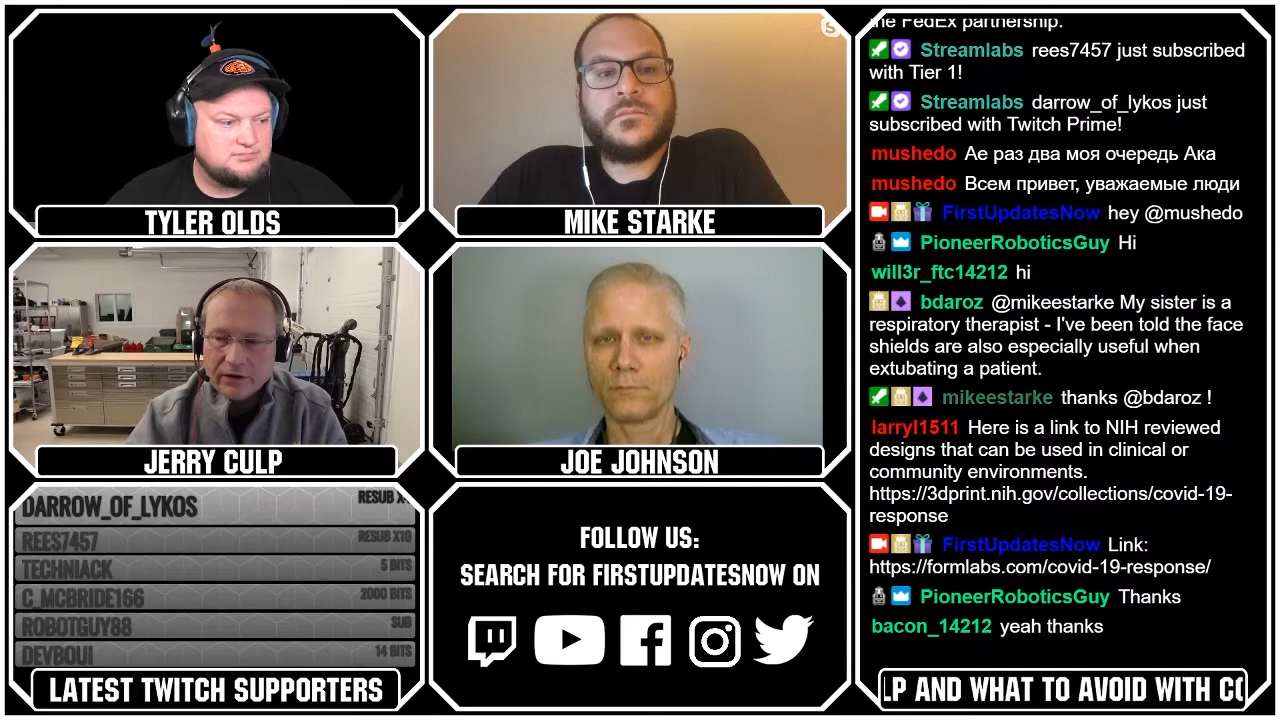 TYLER OLDS
MIKE STARKE
JERRY CULP
JOE JOHNSON
DARROW_OF_LYKOS
RESUB
REES7457 RESUB X10
TECHNIACK 5 BITS
C_MCBRIDE166 2000 BITS
ROBOTGUY88 SUB
DEVBOUI 14 BITS
LATEST TWITCH SUPPORTERS
FOLLOW US:
SEARCH FOR FIRSTUPDATESNOW ON
the FedEx partnership.
Streamlabs rees7457 just subscribed
with Tier 1!
Streamlabs darrow_of_lykos just
subscribed with Twitch Prime!
mushedo Ае раз два моя очередь Ака
mushedo Всем привет, уважаемые люди
FirstUpdatesNow hey @mushedo
PioneerRoboticsGuy Hi
will3r_ftc14212 hi
bdaroz @mikeestarke My sister is a
respiratory therapist - I've been told the face
shields are also especially useful when
extubating a patient.
mikeestarke thanks @bdaroz !
larryl1511 Here is a link to NIH reviewed
designs that can be used in clinical or
community environments.
https://3dprint.nih.gov/collections/covid-19-
response
FirstUpdatesNow Link:
https://formlabs.com/covid-19-response/
PioneerRoboticsGuy Thanks
bacon_14212 yeah thanks
LP AND WHAT TO AVOID WITH CO